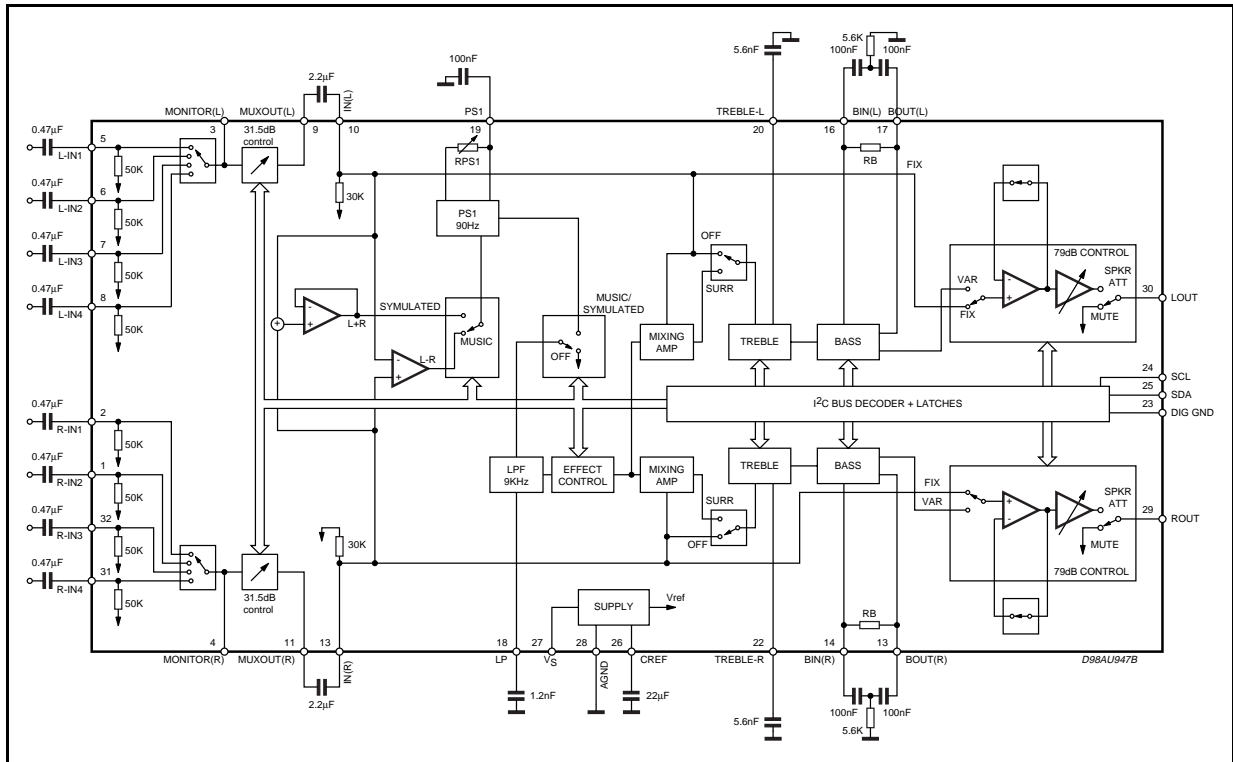 5.6K
5.6nF 100nF 100nF
100nF
2.2µF
IN(L)
MONITOR(L) MUXOUT(L) PS1 TREBLE-L BIN(L) BOUT(L)
3 9 10 19 20 16 17
0.47µF 5 L-IN1 50K
31.5dB
control
RPS1
RB
FIX
30K
0.47µF 6 L-IN2 50K
PS1
90Hz
OFF
SURR
79dB CONTROL
0.47µF 7 L-IN3 50K
VAR
FIX
SPKR
ATT
MUTE
30 LOUT
0.47µF 8 L-IN4 50K
SYMULATED
MUSIC/
SYMULATED
+ - + L+R
MUSIC
OFF
MIXING
AMP
TREBLE BASS
- + L-R
- +
24 SCL
25 SDA
23 DIG GND
I2C BUS DECODER + LATCHES
0.47µF 2 R-IN1 50K
LPF
9KHz
EFFECT
CONTROL
MIXING
AMP
TREBLE BASS
0.47µF 1 R-IN2 50K
SURR
OFF
FIX
VAR
+ -
SPKR
ATT
MUTE
29 ROUT
0.47µF 32 R-IN3 50K
30K
0.47µF 31 R-IN4 50K
31.5dB
control
79dB CONTROL
SUPPLY Vref
RB
4 11 13 18 27 28 26 22 14 13
MONITOR(R) MUXOUT(R) IN(R) LP VS AGND CREF TREBLE-R BIN(R) BOUT(R) D98AU947B
2.2µF
1.2nF 22µF
5.6nF 100nF 100nF
5.6K